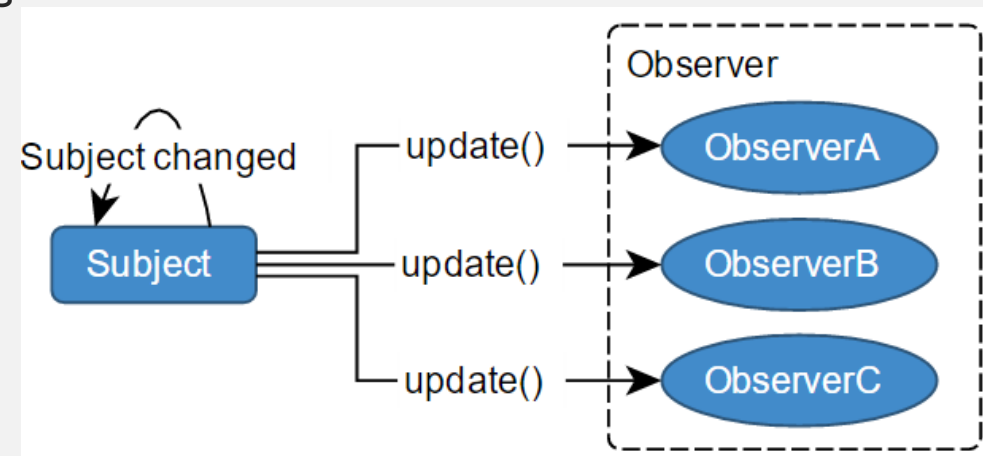 Observer
Subject changed
update()
ObserverA
Subject
update()
ObserverB
update()
ObserverC